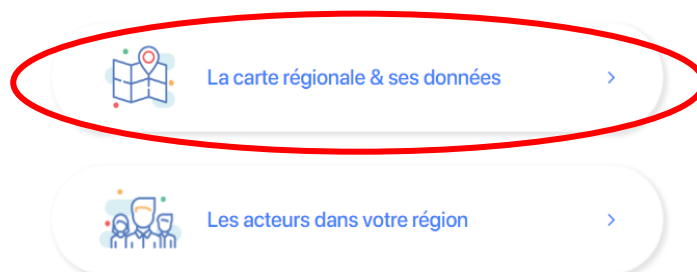 La carte régionale & ses données
Les acteurs dans votre région